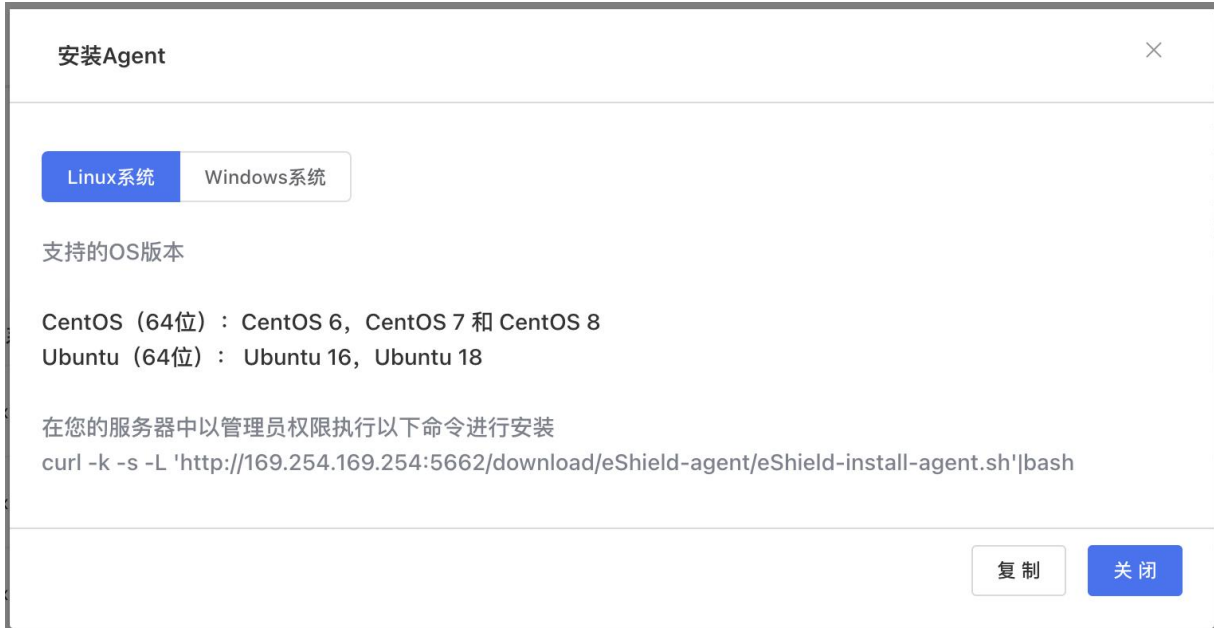 安装Agent
Linux系统
Windows系统
支持的OS版本
CentOS（64位）：CentOS 6，CentOS 7 和 CentOS 8
Ubuntu（64位）： Ubuntu 16，Ubuntu 18
在您的服务器中以管理员权限执行以下命令进行安装
curl -k -s -L 'http://169.254.169.254:5662/download/eShield-agent/eShield-install-agent.sh'|bash
复 制
关 闭